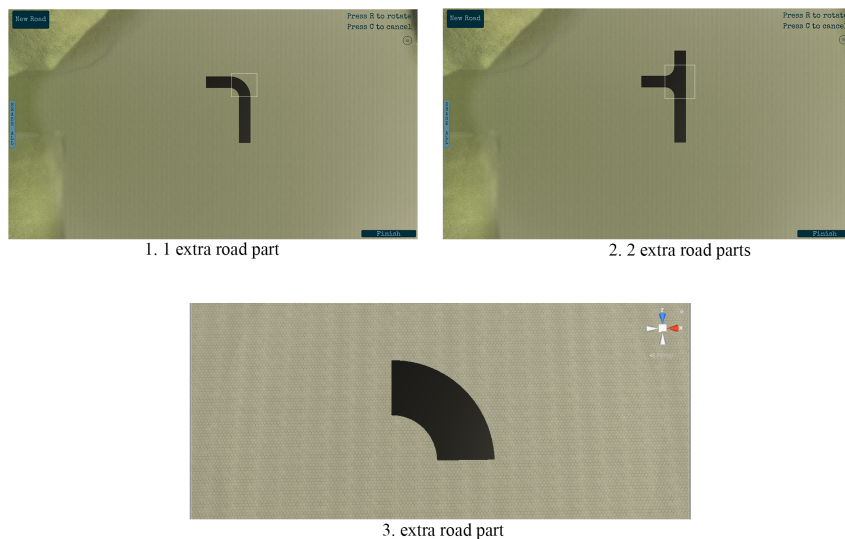 New Road
Press R to rotate
Press C to cancel
Finish
1. 1 extra road part
New Road
Press R to rotate
Press C to cancel
Finish
2. 2 extra road parts
3. extra road part